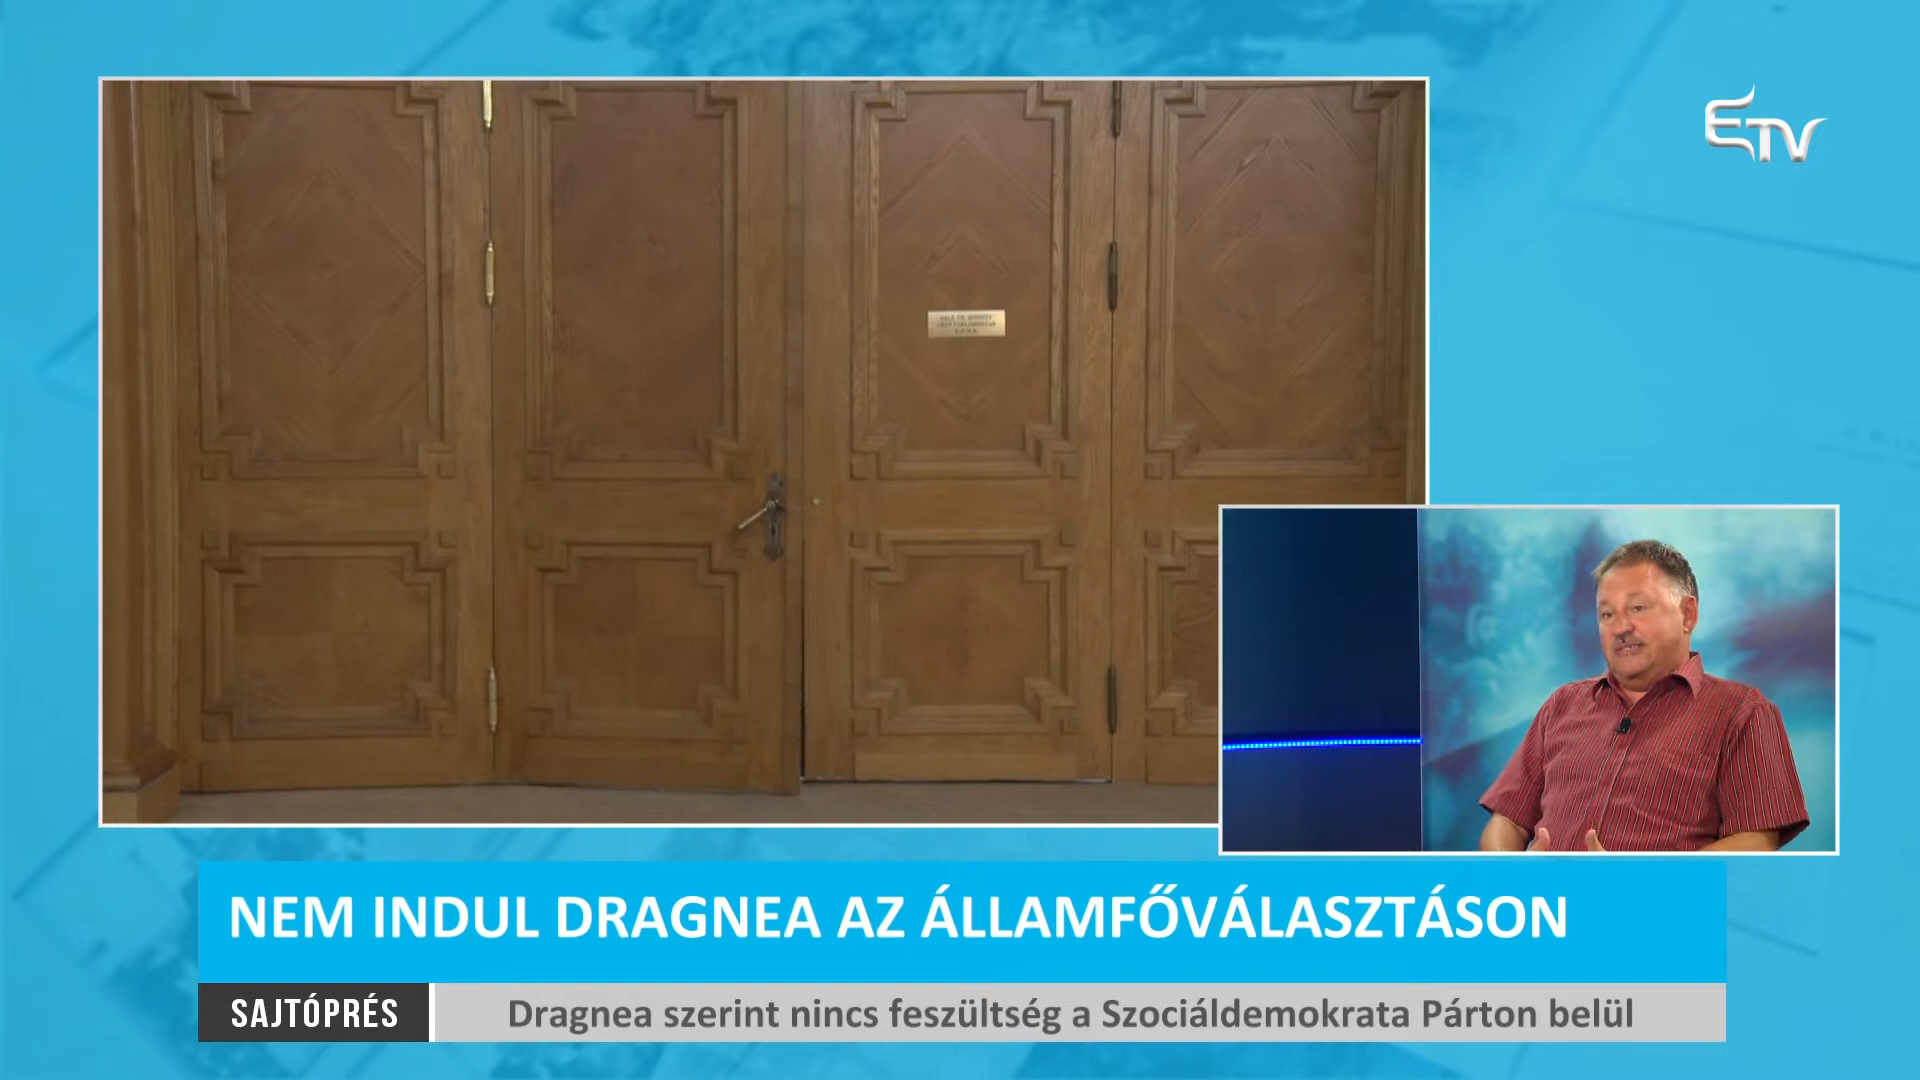 ETV
NEM INDUL DRAGNEA AZ ÁLLAMFŐVÁLASZTÁSON
SAJTÓPRÉS
Dragnea szerint nincs feszültség a Szociáldemokrata Párton belül